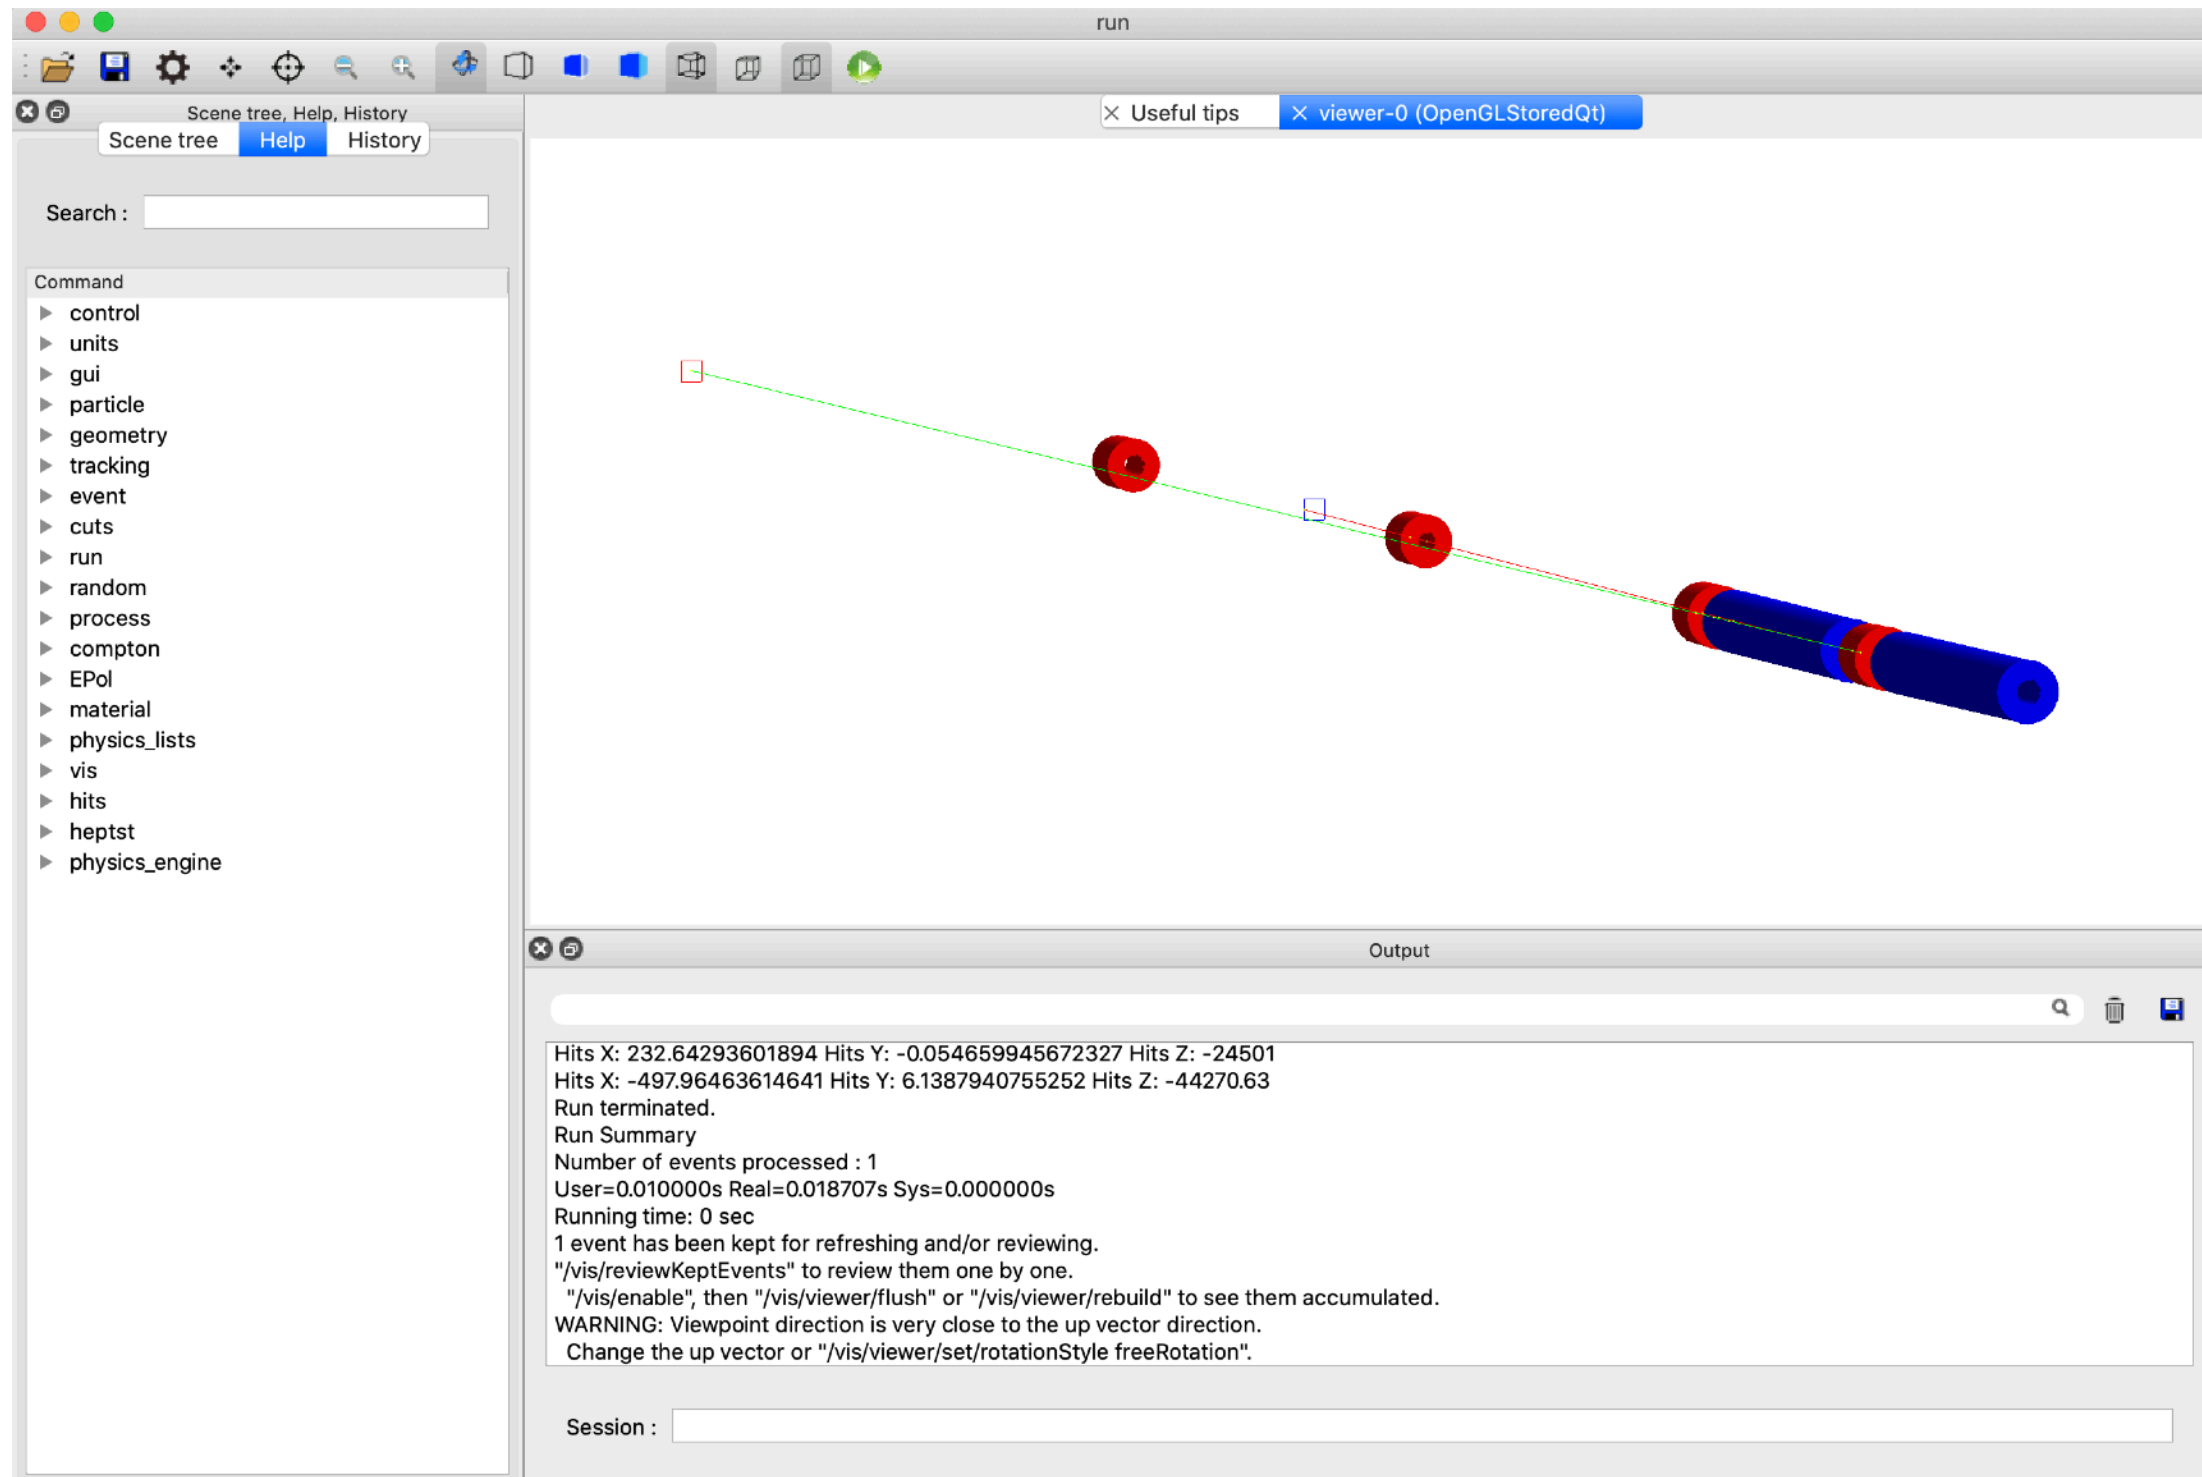 run
Scene tree, Help, History
Scene tree Help History
Search :
Command
control
units
gui
particle
geometry
tracking
event
cuts
run
random
process
compton
EPol
material
physics_lists
vis
hits
heptst
physics_engine
Useful tips
viewer-0 (OpenGLStoredQt)
Output
Hits X: 232.64293601894 Hits Y: -0.054659945672327 Hits Z: -24501
Hits X: -497.96463614641 Hits Y: 6.1387940755252 Hits Z: -44270.63
Run terminated.
Run Summary
Number of events processed : 1
User=0.010000s Real=0.018707s Sys=0.000000s
Running time: 0 sec
1 event has been kept for refreshing and/or reviewing.
"/vis/reviewKeptEvents" to review them one by one.
"/vis/enable", then "/vis/viewer/flush" or "/vis/viewer/rebuild" to see them accumulated.
WARNING: Viewpoint direction is very close to the up vector direction.
Change the up vector or "/vis/viewer/set/rotationStyle freeRotation".
Session :